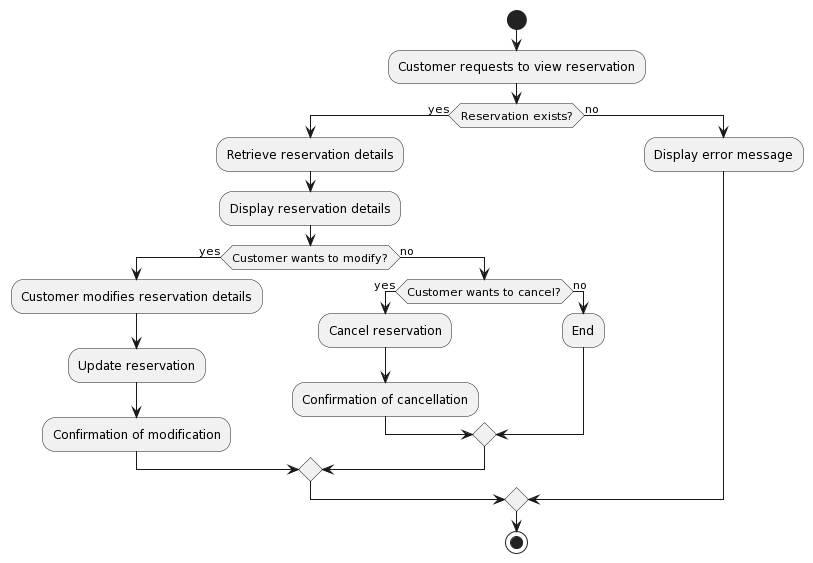 Customer requests to view reservation
yes
Reservation exists?
no
Retrieve reservation details
Display error message
Display reservation details
yes
Customer wants to modify?
no
Customer modifies reservation details
yes
Customer wants to cancel?
no
Cancel reservation
End
Update reservation
Confirmation of cancellation
Confirmation of modification